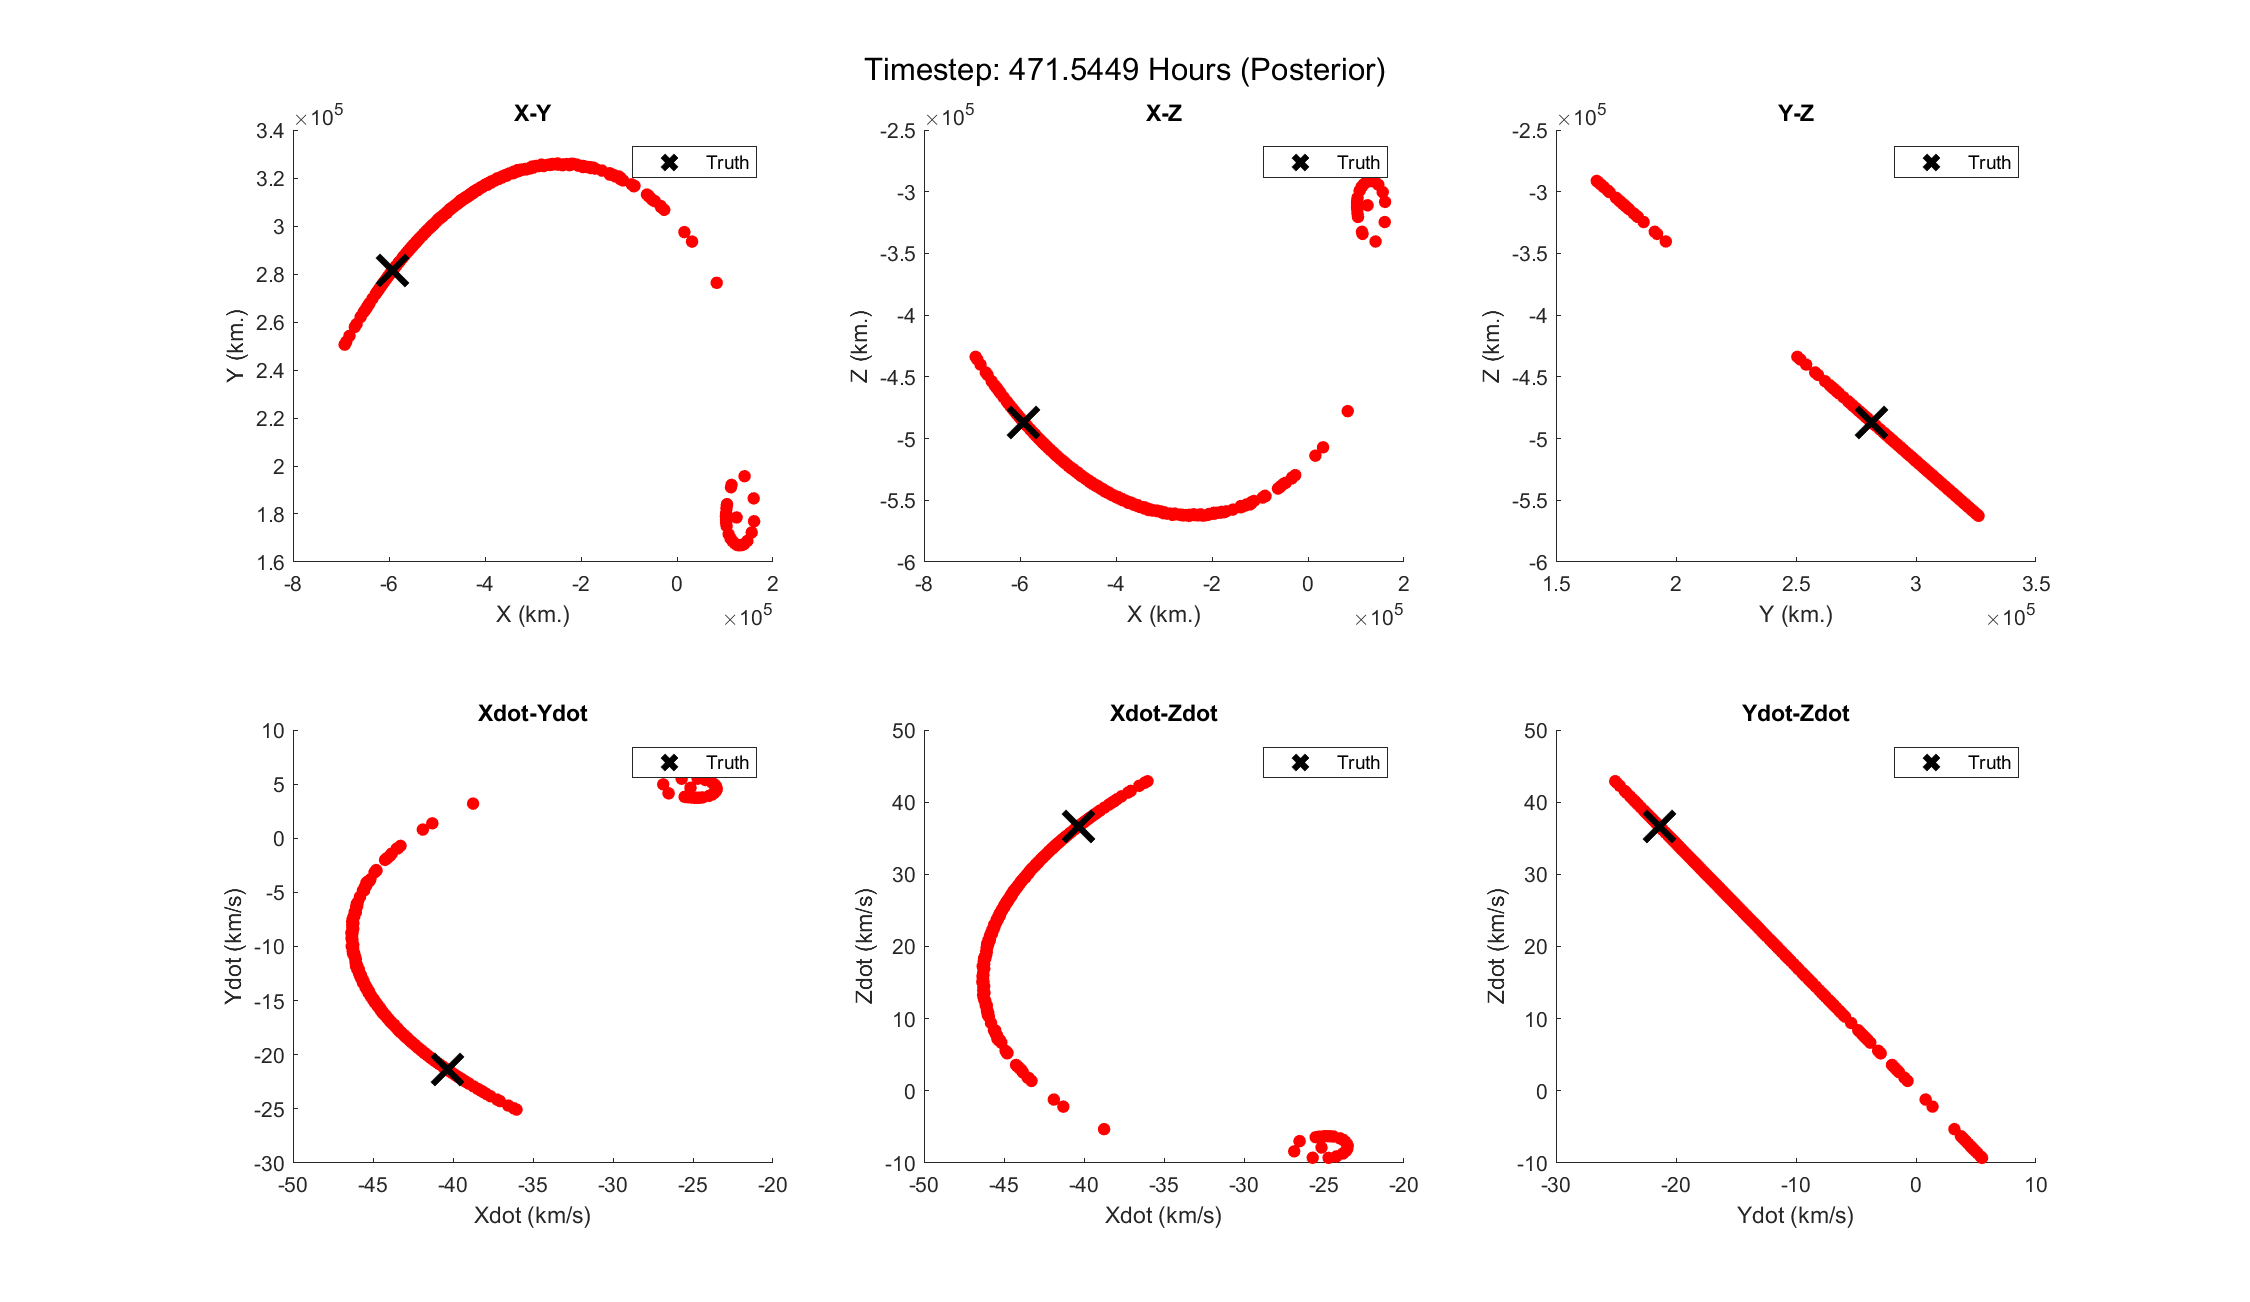 Timestep: 471.5449 Hours (Posterior)
X-Y
×10^5
3.4
3.2
3
2.8
2.6
2.4
2.2
2
1.8
1.6
Y (km.)
Truth
-8 -6 -4 -2 0 2
X (km.)
×10^5
X-Z
×10^5
-2.5
-3
-3.5
-4
-4.5
-5
-5.5
-6
Z (km.)
Truth
-8 -6 -4 -2 0 2
X (km.)
×10^5
Y-Z
×10^5
-2.5
-3
-3.5
-4
-4.5
-5
-5.5
-6
Z (km.)
Truth
1.5 2 2.5 3 3.5
Y (km.)
×10^5
Xdot-Ydot
10
5
0
-5
-10
-15
-20
-25
-30
Ydot (km/s)
Truth
-50 -45 -40 -35 -30 -25 -20
Xdot (km/s)
Xdot-Zdot
50
40
30
20
10
0
-10
Zdot (km/s)
Truth
-50 -45 -40 -35 -30 -25 -20
Xdot (km/s)
Ydot-Zdot
50
40
30
20
10
0
-10
Zdot (km/s)
Truth
-30 -20 -10 0 10
Ydot (km/s)